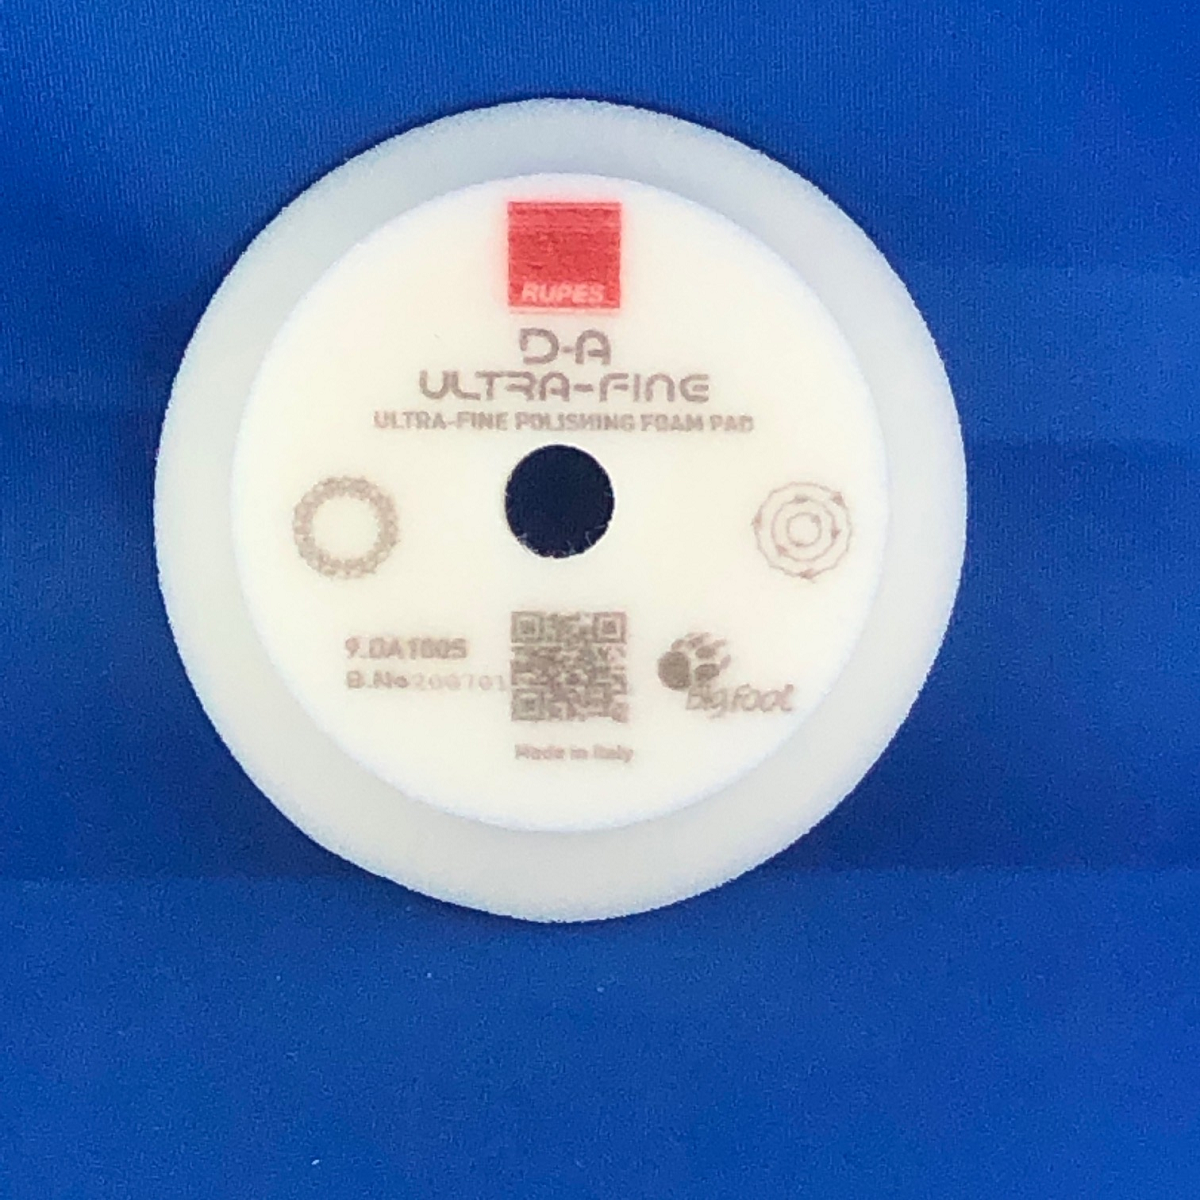 RUPES
D-A
ULTRA-FINE
ULTRA-FINE POLISHING FOAM PAD
9.DA100S
B.No200701
bigfoot
Made in Italy